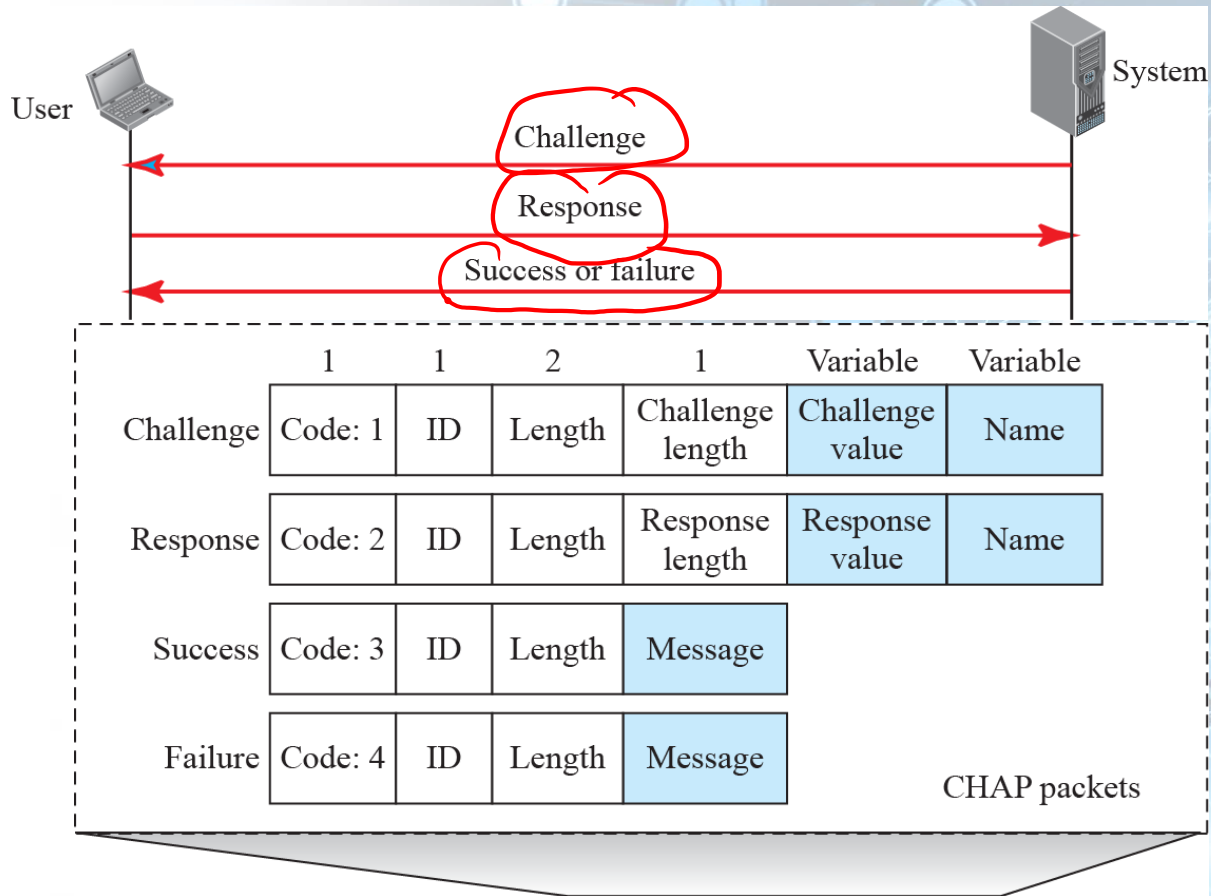 System
User
Challenge
Response
Success or failure
1 1 2 1 Variable Variable
Challenge Code: 1 ID Length Challenge length Challenge value Name
Response Code: 2 ID Length Response length Response value Name
Success Code: 3 ID Length Message
Failure Code: 4 ID Length Message
CHAP packets